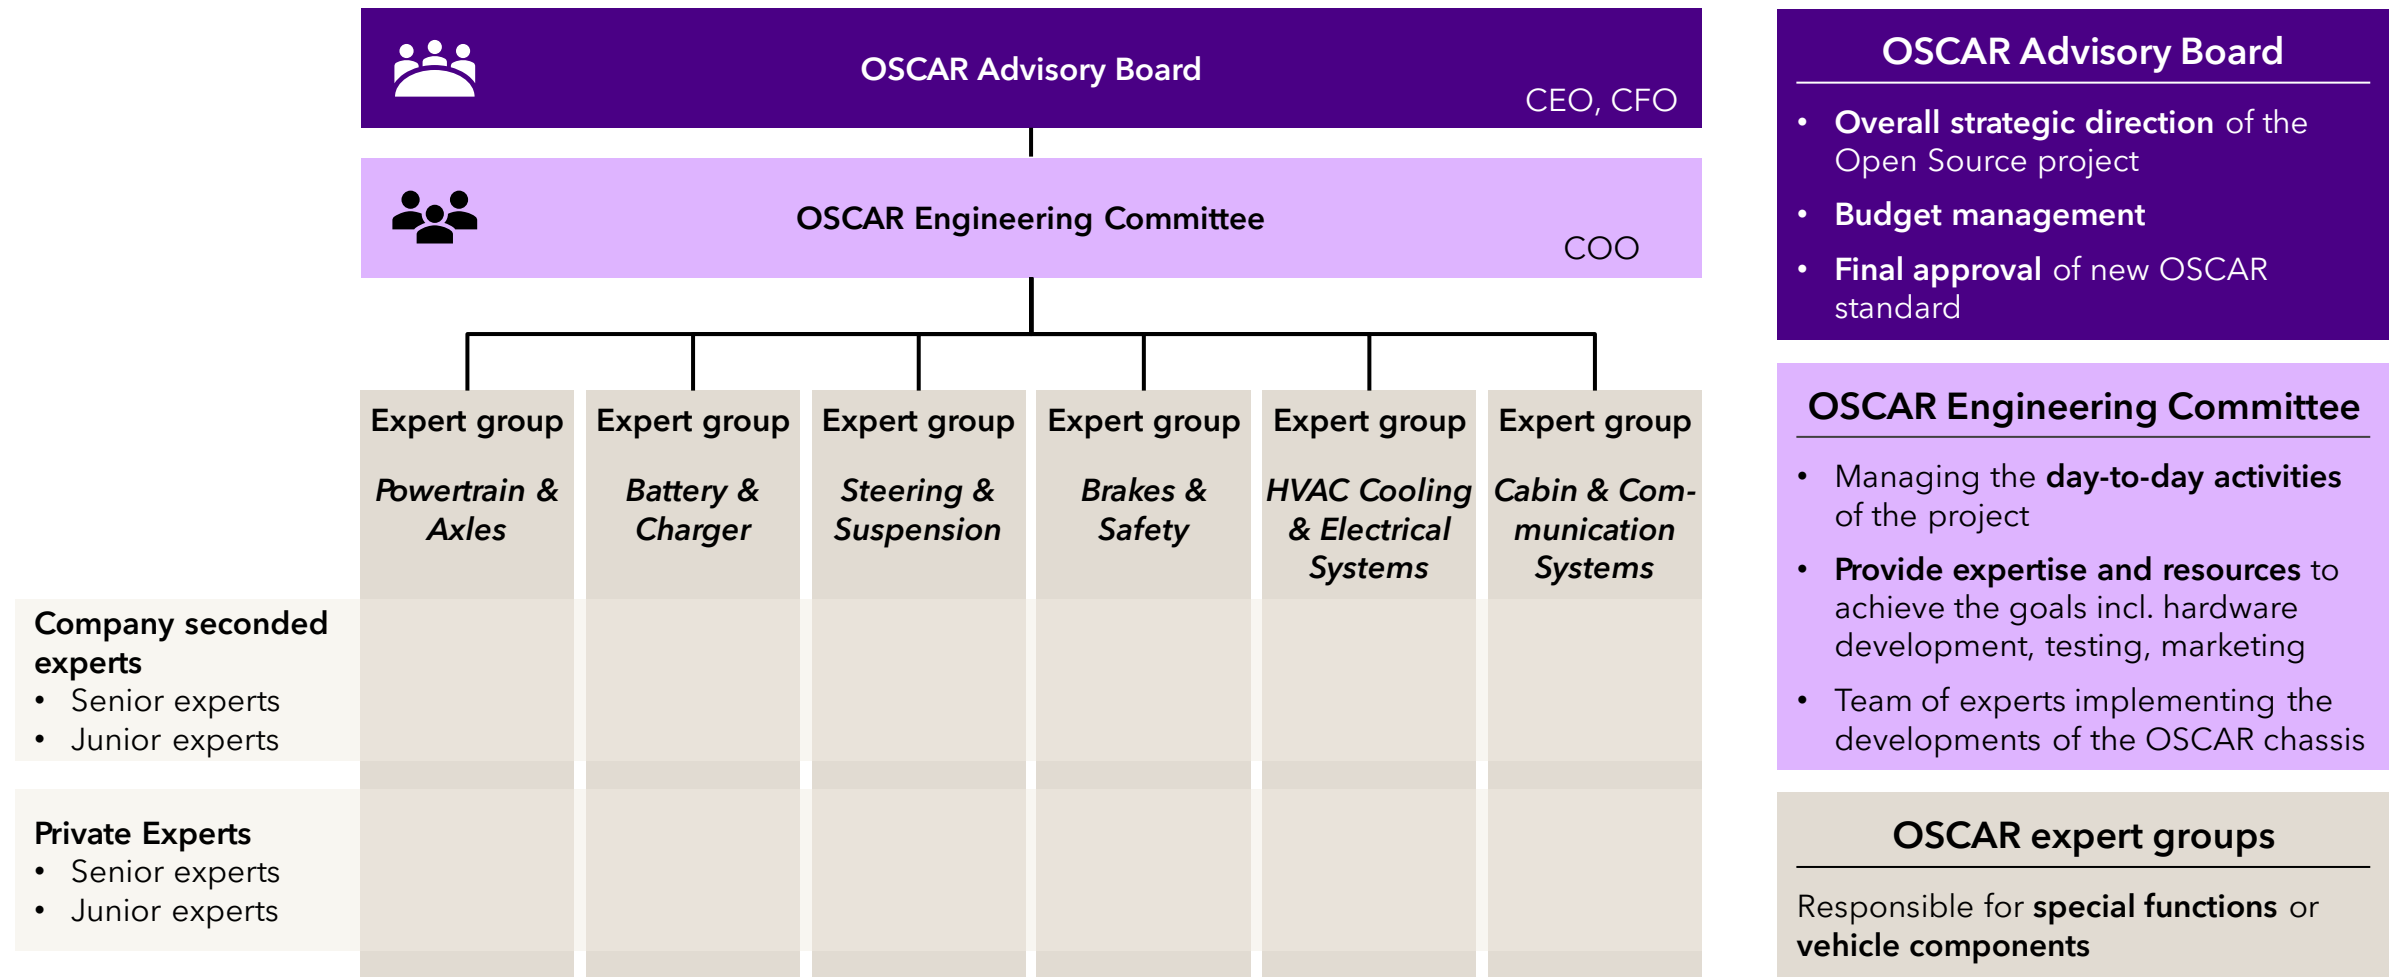 OSCAR Advisory Board
CEO, CFO
OSCAR Engineering Committee
COO
Expert group
Powertrain &
Axles
Expert group
Battery &
Charger
Expert group
Steering &
Suspension
Expert group
Brakes &
Safety
Expert group
HVAC Cooling
& Electrical
Systems
Expert group
Cabin & Com-
munication
Systems
Company seconded
experts
• Senior experts
• Junior experts
Private Experts
• Senior experts
• Junior experts
OSCAR Advisory Board
• Overall strategic direction of the
Open Source project
• Budget management
• Final approval of new OSCAR
standard
OSCAR Engineering Committee
• Managing the day-to-day activities
of the project
• Provide expertise and resources to
achieve the goals incl. hardware
development, testing, marketing
• Team of experts implementing the
developments of the OSCAR chassis
OSCAR expert groups
Responsible for special functions or
vehicle components